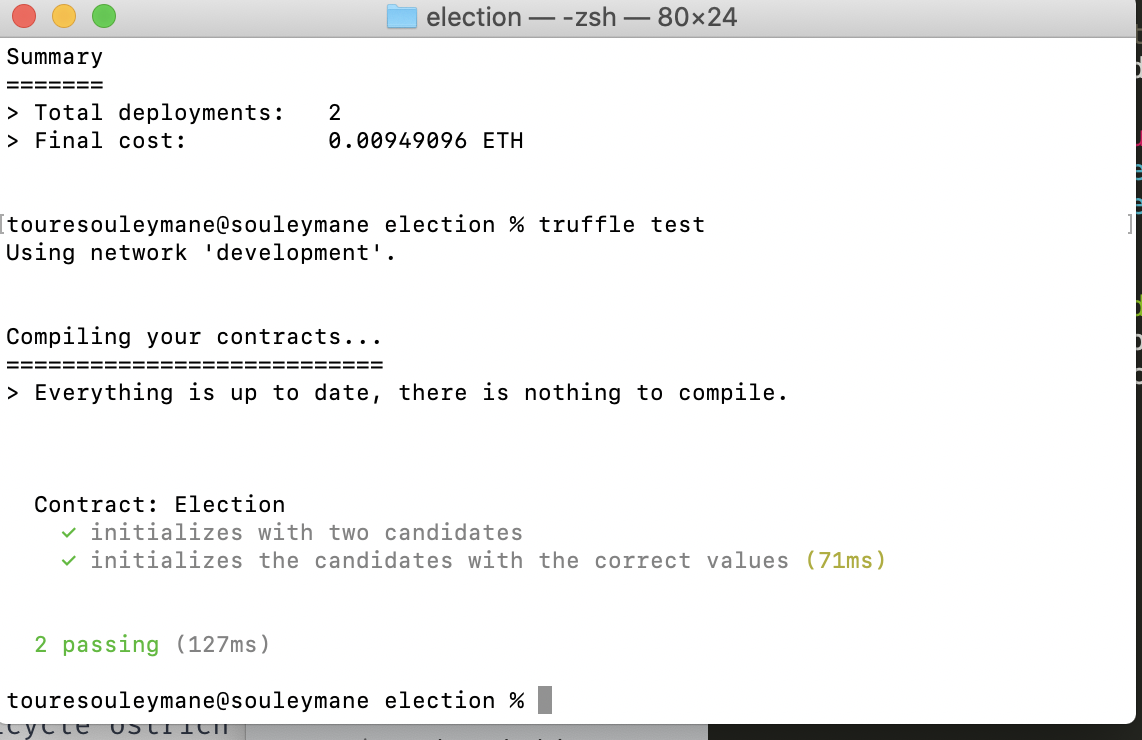 election — -zsh — 80×24
Summary
=======
> Total deployments:   2
> Final cost:          0.00949096 ETH
[touresouleymane@souleymane election % truffle test ]
Using network 'development'.
Compiling your contracts...
===========================
> Everything is up to date, there is nothing to compile.
Contract: Election
✓ initializes with two candidates
✓ initializes the candidates with the correct values (71ms)
2 passing (127ms)
touresouleymane@souleymane election %
ostrich